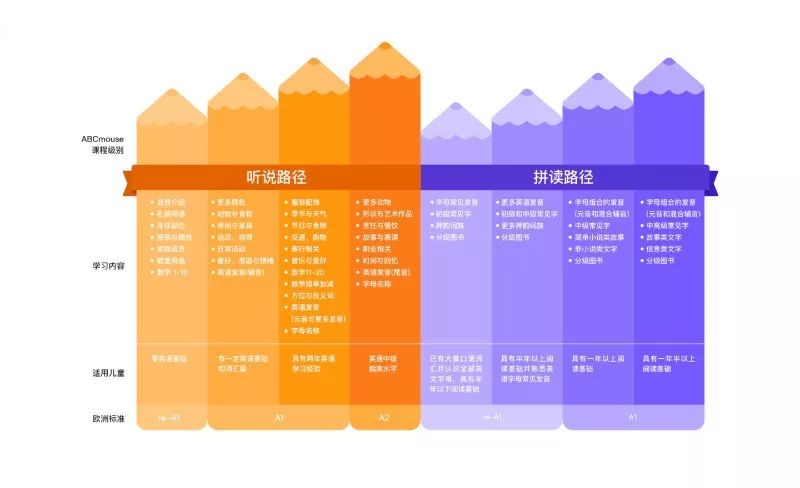 ABCmouse
课程级别
听说路径
拼读路径
学习内容
• 自我介绍
• 礼貌用语
• 身体部位
• 服装与颜色
• 家庭成员
• 教室用品
• 数字 1-10
• 更多颜色
• 动物与食物
• 房间与家具
• 运动、游戏
• 日常活动
• 喜好、意愿与情绪
• 英语发音(辅音)
• 服装配饰
• 季节与天气
• 节日与食物
• 交通、购物
• 旅行相关
• 音乐与爱好
• 数字11-20
• 数学简单加减
• 方位与反义词
• 英语发音
(元音与更多发音)
• 字母名称
• 更多动物
• 形状与艺术作品
• 烹饪与餐饮
• 故事与表演
• 职业相关
• 时间与回忆
• 英语发音(尾音)
• 字母名称
• 字母常见发音
• 初级常见字
• 押韵词族
• 分级图书
• 更多英语发音
• 初级和中级常见字
• 更多押韵词族
• 分级图书
• 字母组合的发音
(元音和混合辅音)
• 中级常见字
• 简单小说类故事
• 非小说类文字
• 分级图书
• 字母组合的发音
(元音和混合辅音)
• 中高级常见字
• 故事类文字
• 信息类文字
• 分级图书
适用儿童
零英语基础
有一定英语基础
和词汇量
具有两年英语
学习经验
英语中级
偏高水平
已有大量口语词
汇并认识全部英
文字母，具有半
年以下阅读基础
具有半年以上阅
读基础并熟悉英
语字母常见发音
具有一年以上阅
读基础
具有一年半以上
阅读基础
欧洲标准
re-A1
A1
A2
re-A1
A1